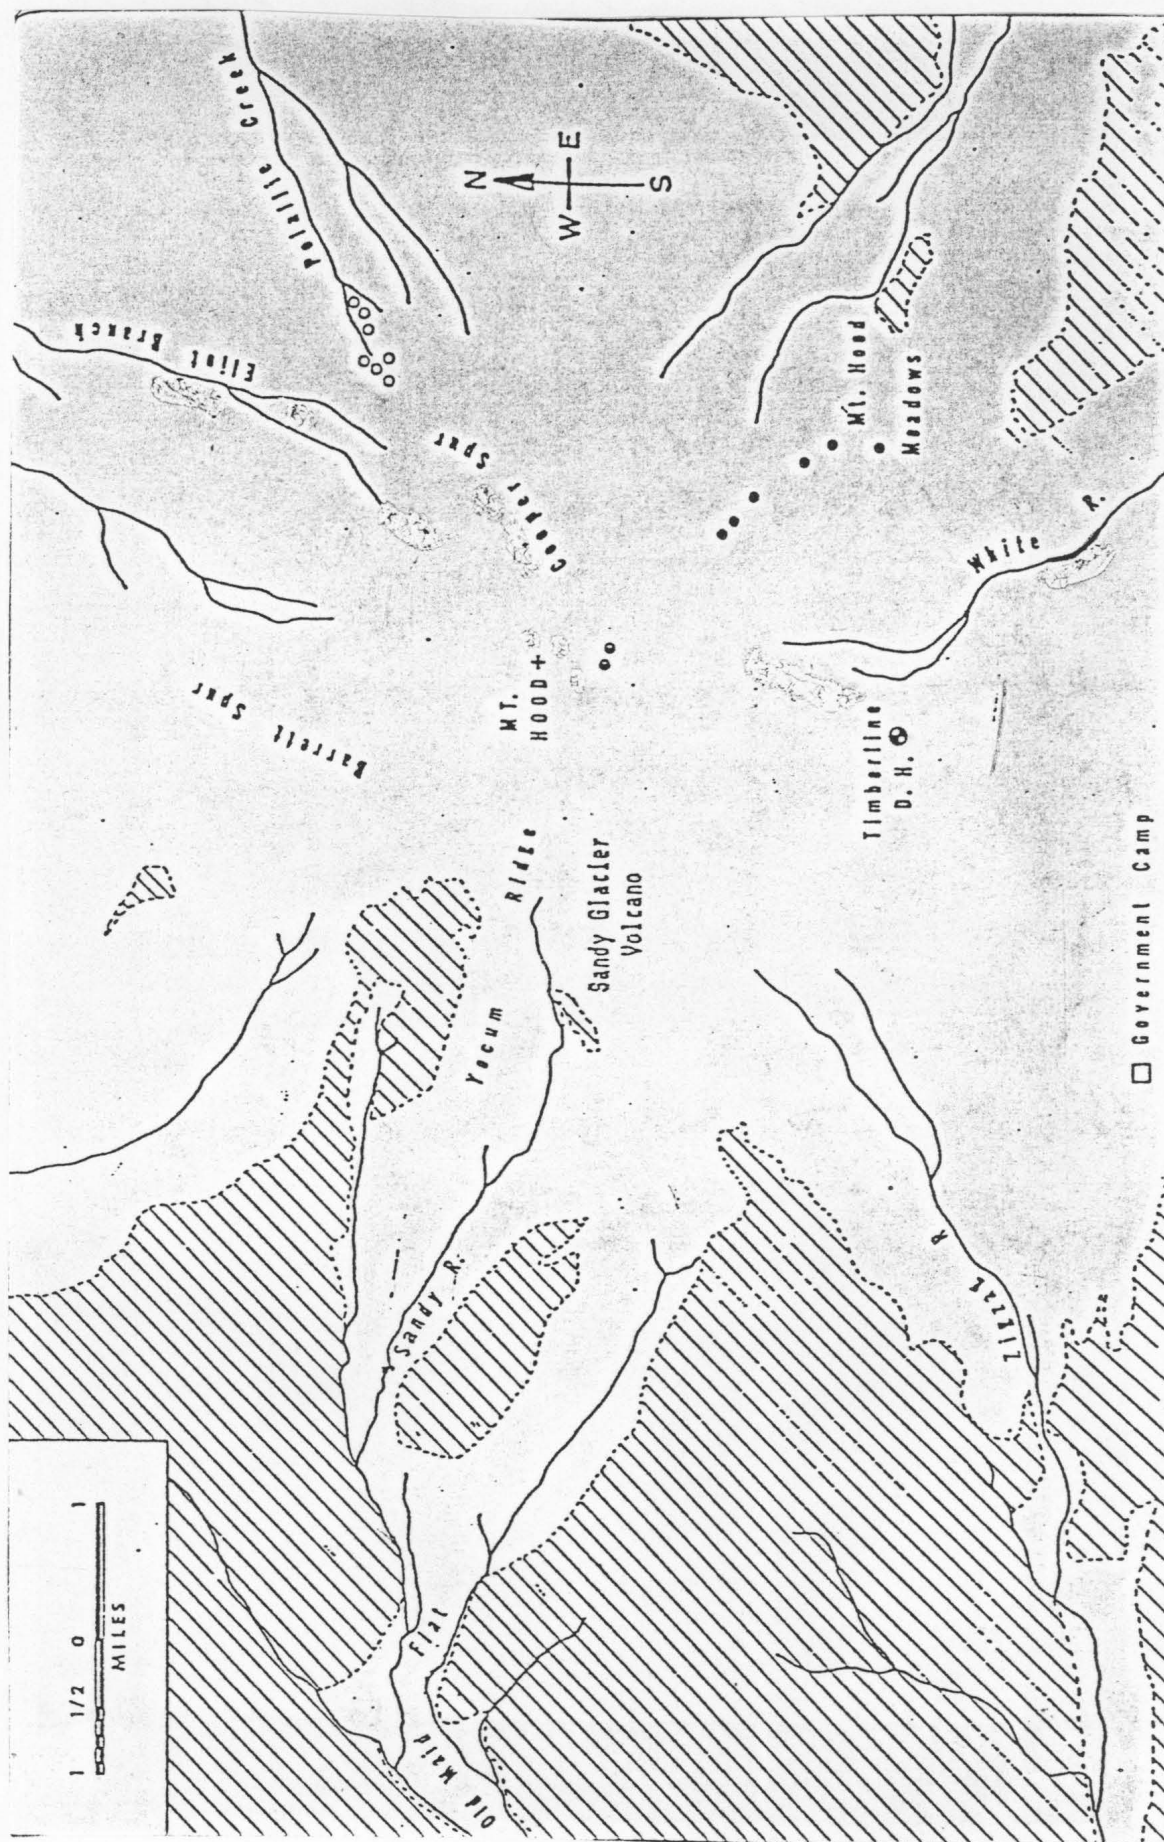 Polallie Creek
Eliot Branch
N
W E
S
Cooper Spur
Barrett Spur
MT.
HOOD
Mt. Hood
Meadows
White R.
Timberline
D. H.
Yocum Ridge
Sandy Glacier
Volcano
Government Camp
Sandy R.
Zigzag R
Old Maid Flat
1 1/2 0 1
MILES